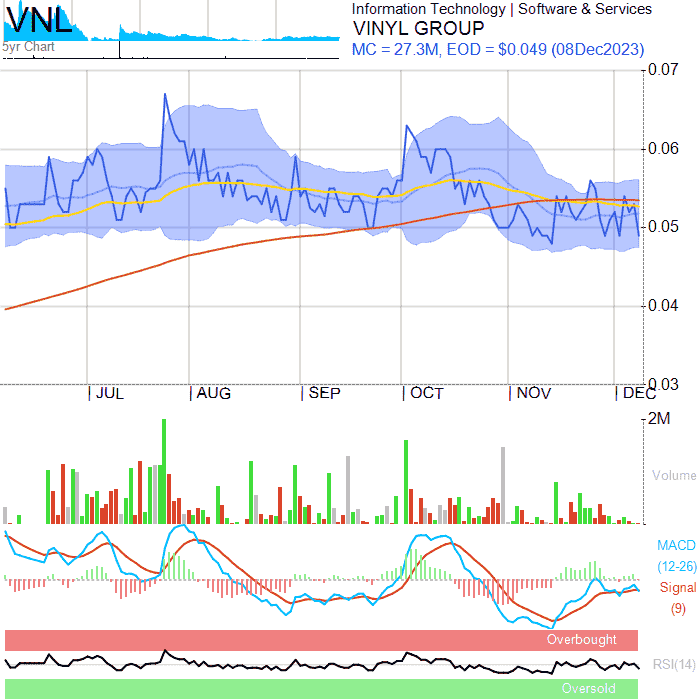 VNL
5yr Chart
Information Technology | Software & Services
VINYL GROUP
MC = 27.3M, EOD = $0.049 (08Dec2023)
0.07
0.06
0.05
0.04
0.03
JUL AUG SEP OCT NOV DEC
2M
Volume
MACD
(12-26)
Signal
(9)
Overbought
RSI(14)
Oversold